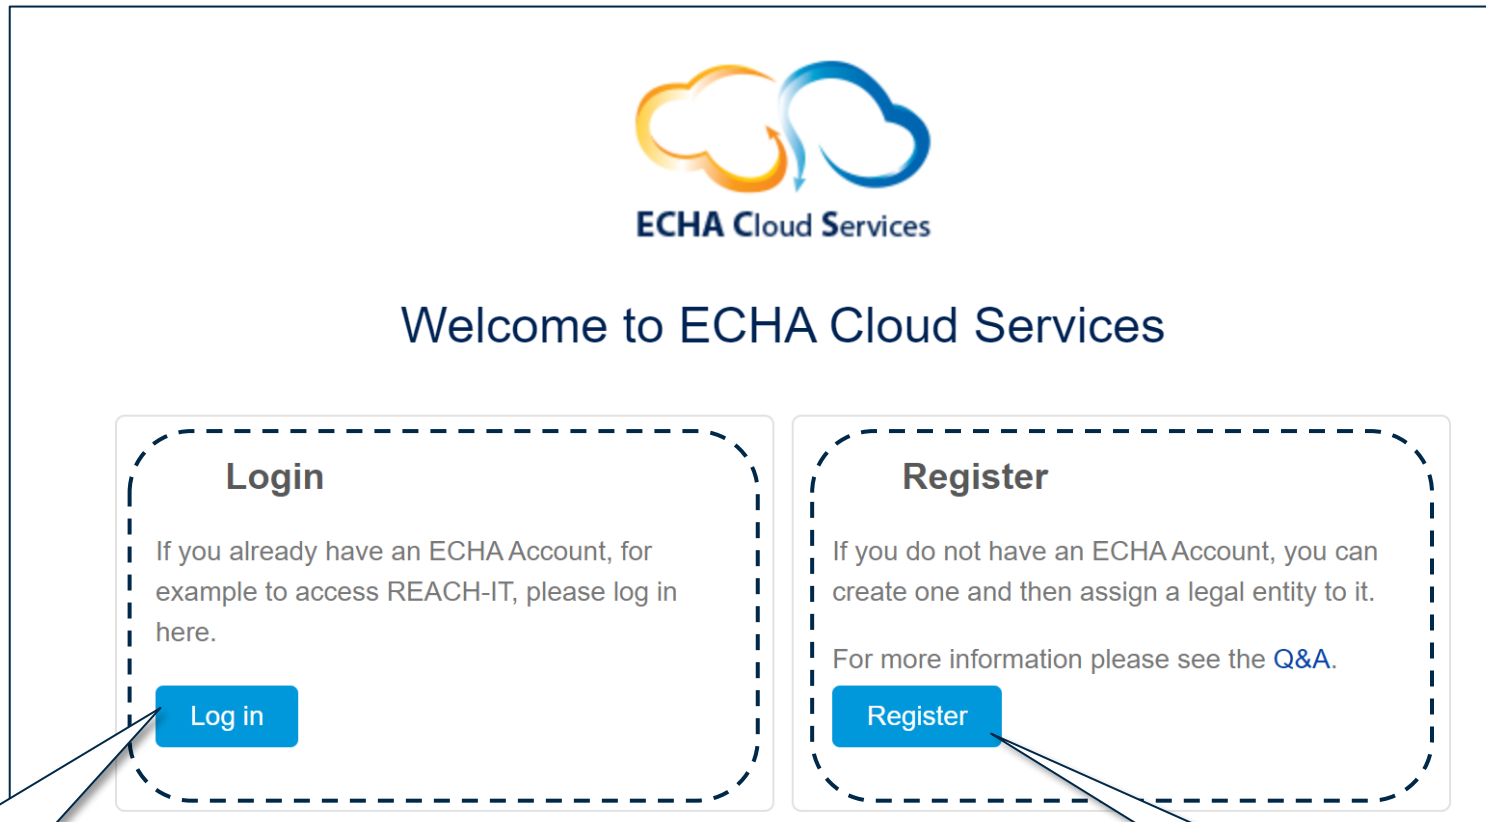 ECHA Cloud Services
Welcome to ECHA Cloud Services
Login
If you already have an ECHA Account, for
example to access REACH-IT, please log in
here.
Log in
Register
If you do not have an ECHA Account, you can
create one and then assign a legal entity to it.
For more information please see the Q&A.
Register